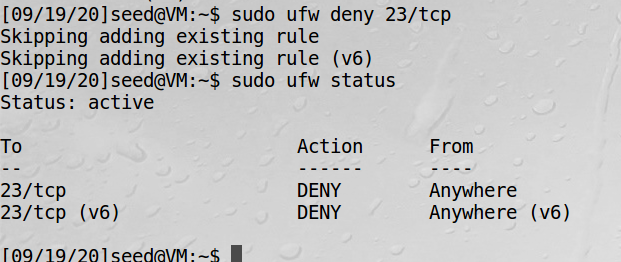 [09/19/20]seed@VM:~$ sudo ufw deny 23/tcp
Skipping adding existing rule
Skipping adding existing rule (v6)
[09/19/20]seed@VM:~$ sudo ufw status
Status: active
To                         Action      From
--                         ------      ----
23/tcp                     DENY        Anywhere
23/tcp (v6)                DENY        Anywhere (v6)
[09/19/20]seed@VM:~$